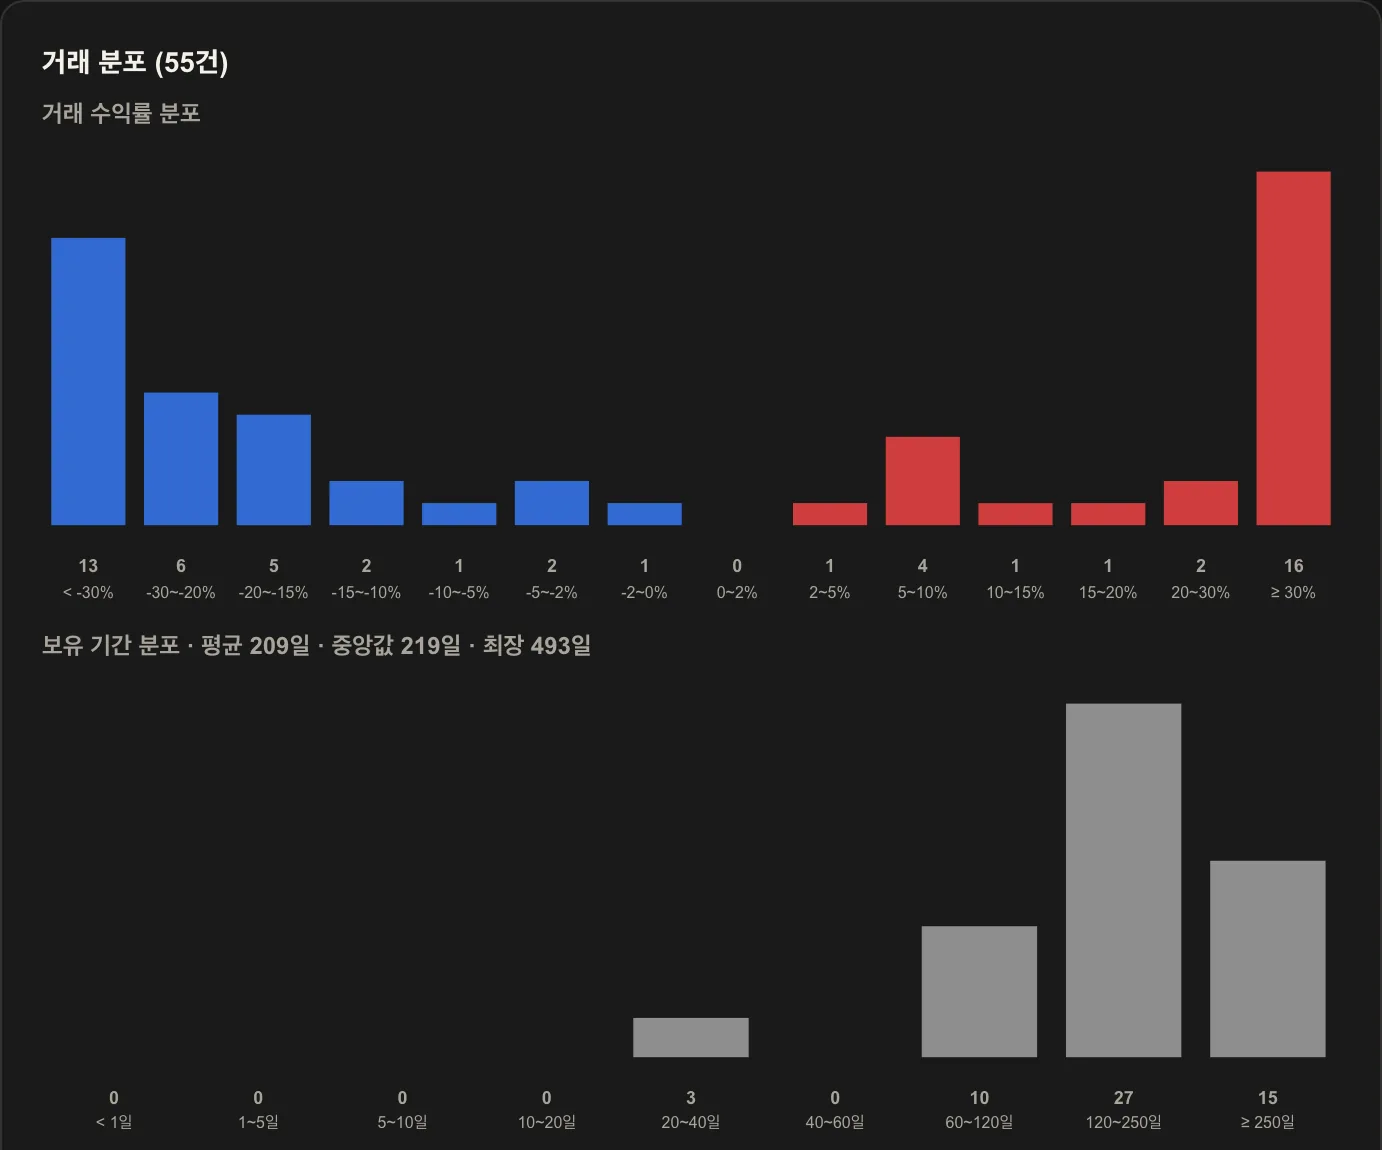 거래 분포 (55건)
거래 수익률 분포
13 6 5 2 1 2 1 0 1 4 1 1 2 16
< -30% -30~-20% -20~-15% -15~-10% -10~-5% -5~-2% -2~0% 0~2% 2~5% 5~10% 10~15% 15~20% 20~30% ≥ 30%
보유 기간 분포 · 평균 209일 · 중앙값 219일 · 최장 493일
0 0 0 0 3 0 10 27 15
< 1일 1~5일 5~10일 10~20일 20~40일 40~60일 60~120일 120~250일 ≥ 250일